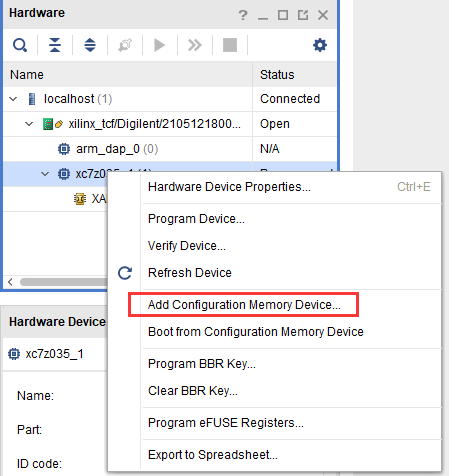 Hardware
Name Status
localhost (1) Connected
xilinx_tcf/Digilent/2105121800... Open
arm_dap_0 (0) N/A
xc7z035_1 (1)
XA
Hardware Device Properties... Ctrl+E
Program Device...
Verify Device...
Refresh Device
Add Configuration Memory Device...
Boot from Configuration Memory Device
Program BBR Key...
Clear BBR Key...
Program eFUSE Registers...
Export to Spreadsheet...
Hardware Device
xc7z035_1
Name:
Part:
ID code: